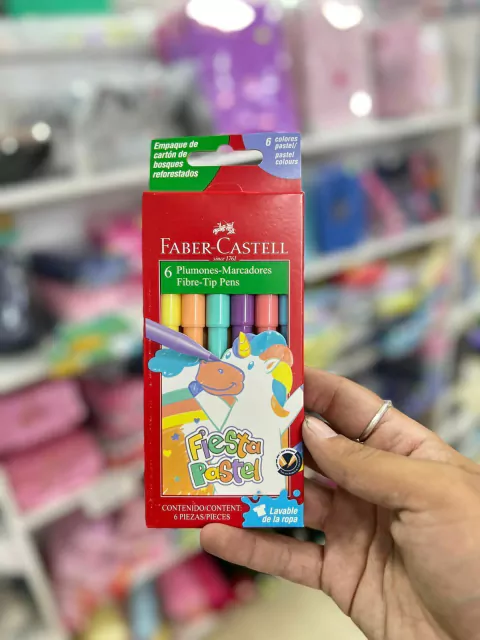 Empaque de
cartón de
bosques
reforestados
6 colores
pastel/
pastel
colours
FABER-CASTELL
since 1761
6 Plumones-Marcadores
Fibre-Tip Pens
Fiesta
Pastel
CONTENIDO/CONTENT:
6 PIEZAS/PIECES
Lavable
de la ropa